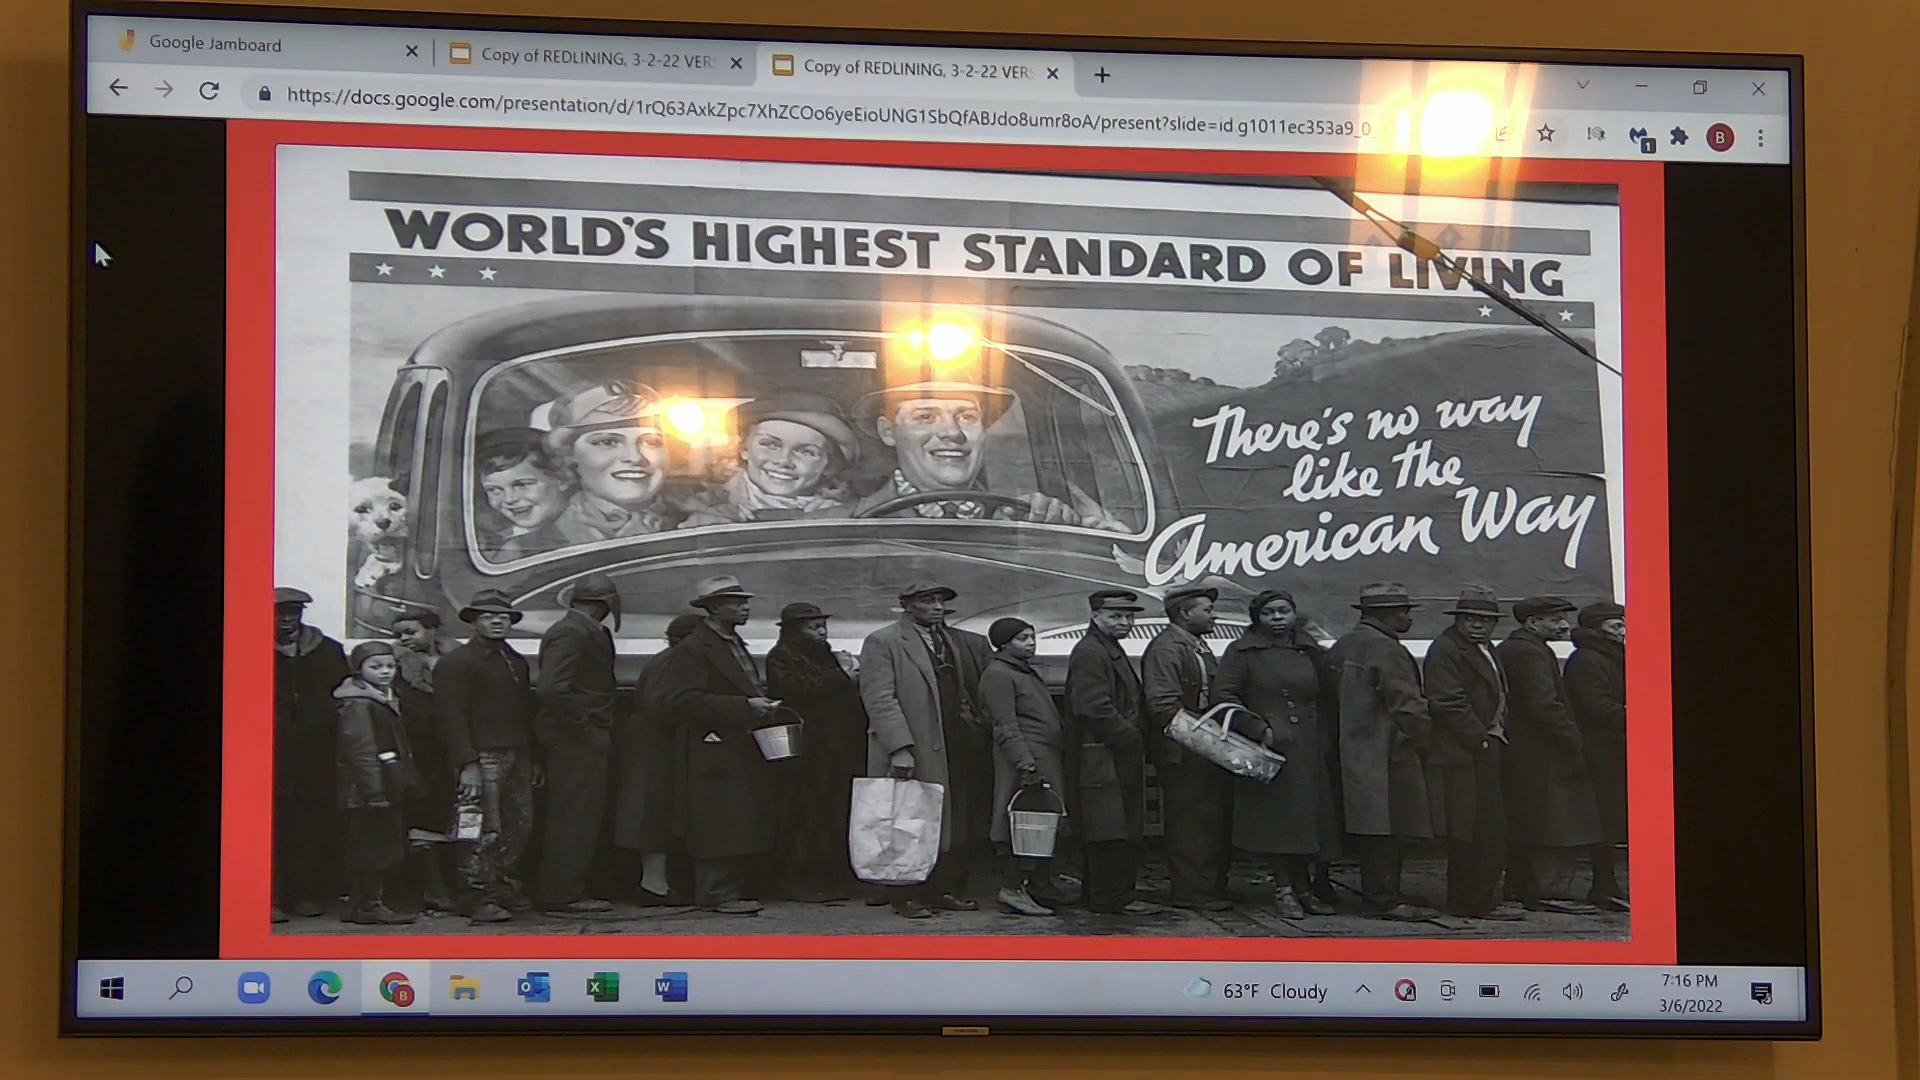 Google Jamboard
Copy of REDLINING, 3-2-22 VER
Copy of REDLINING, 3-2-22 VER
https://docs.google.com/presentation/d/1rQ63AxkZpc7XhZCOo6yeEioUNG1SbQfABJdo8umr8oA/present?slide=id.g1011ec353a9_0_
1
B
WORLD'S HIGHEST STANDARD OF LIVING
There's no way
like the
American Way
B
O
X
W
63°F Cloudy
7:16 PM
3/6/2022